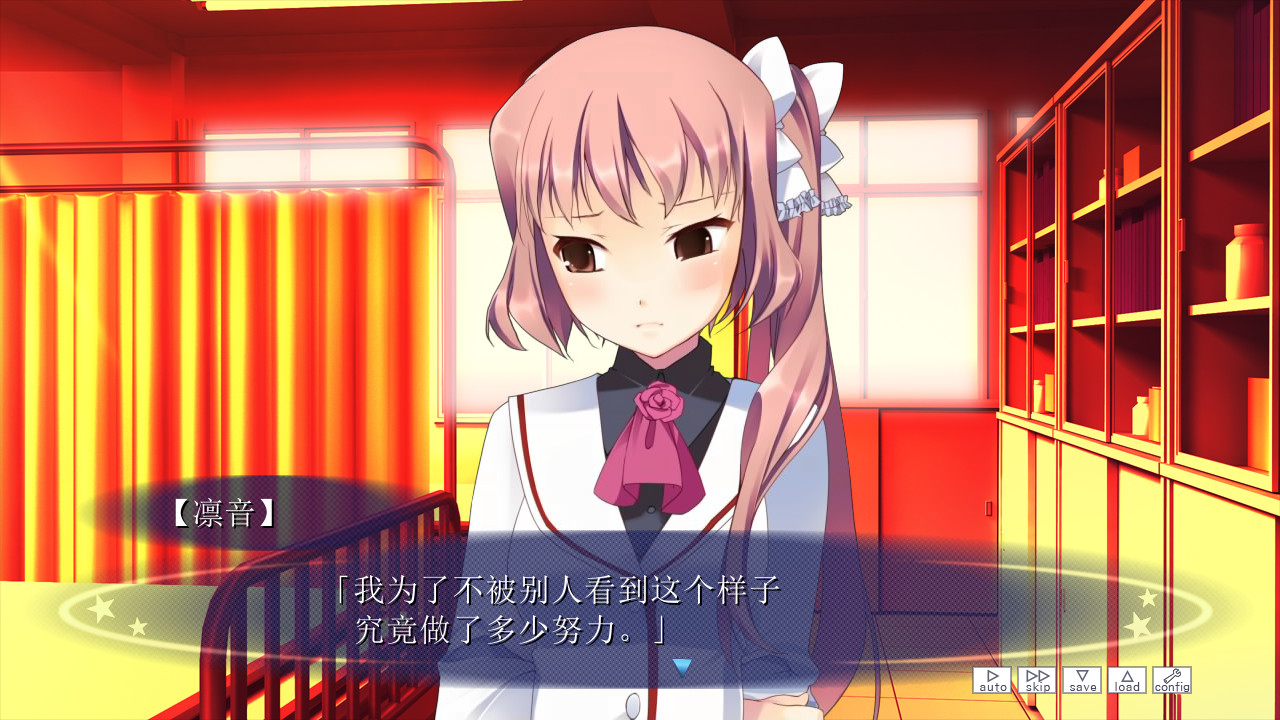 【凛音】
「我为了不被别人看到这个样子
究竟做了多少努力。」
auto
skip
save
load
config